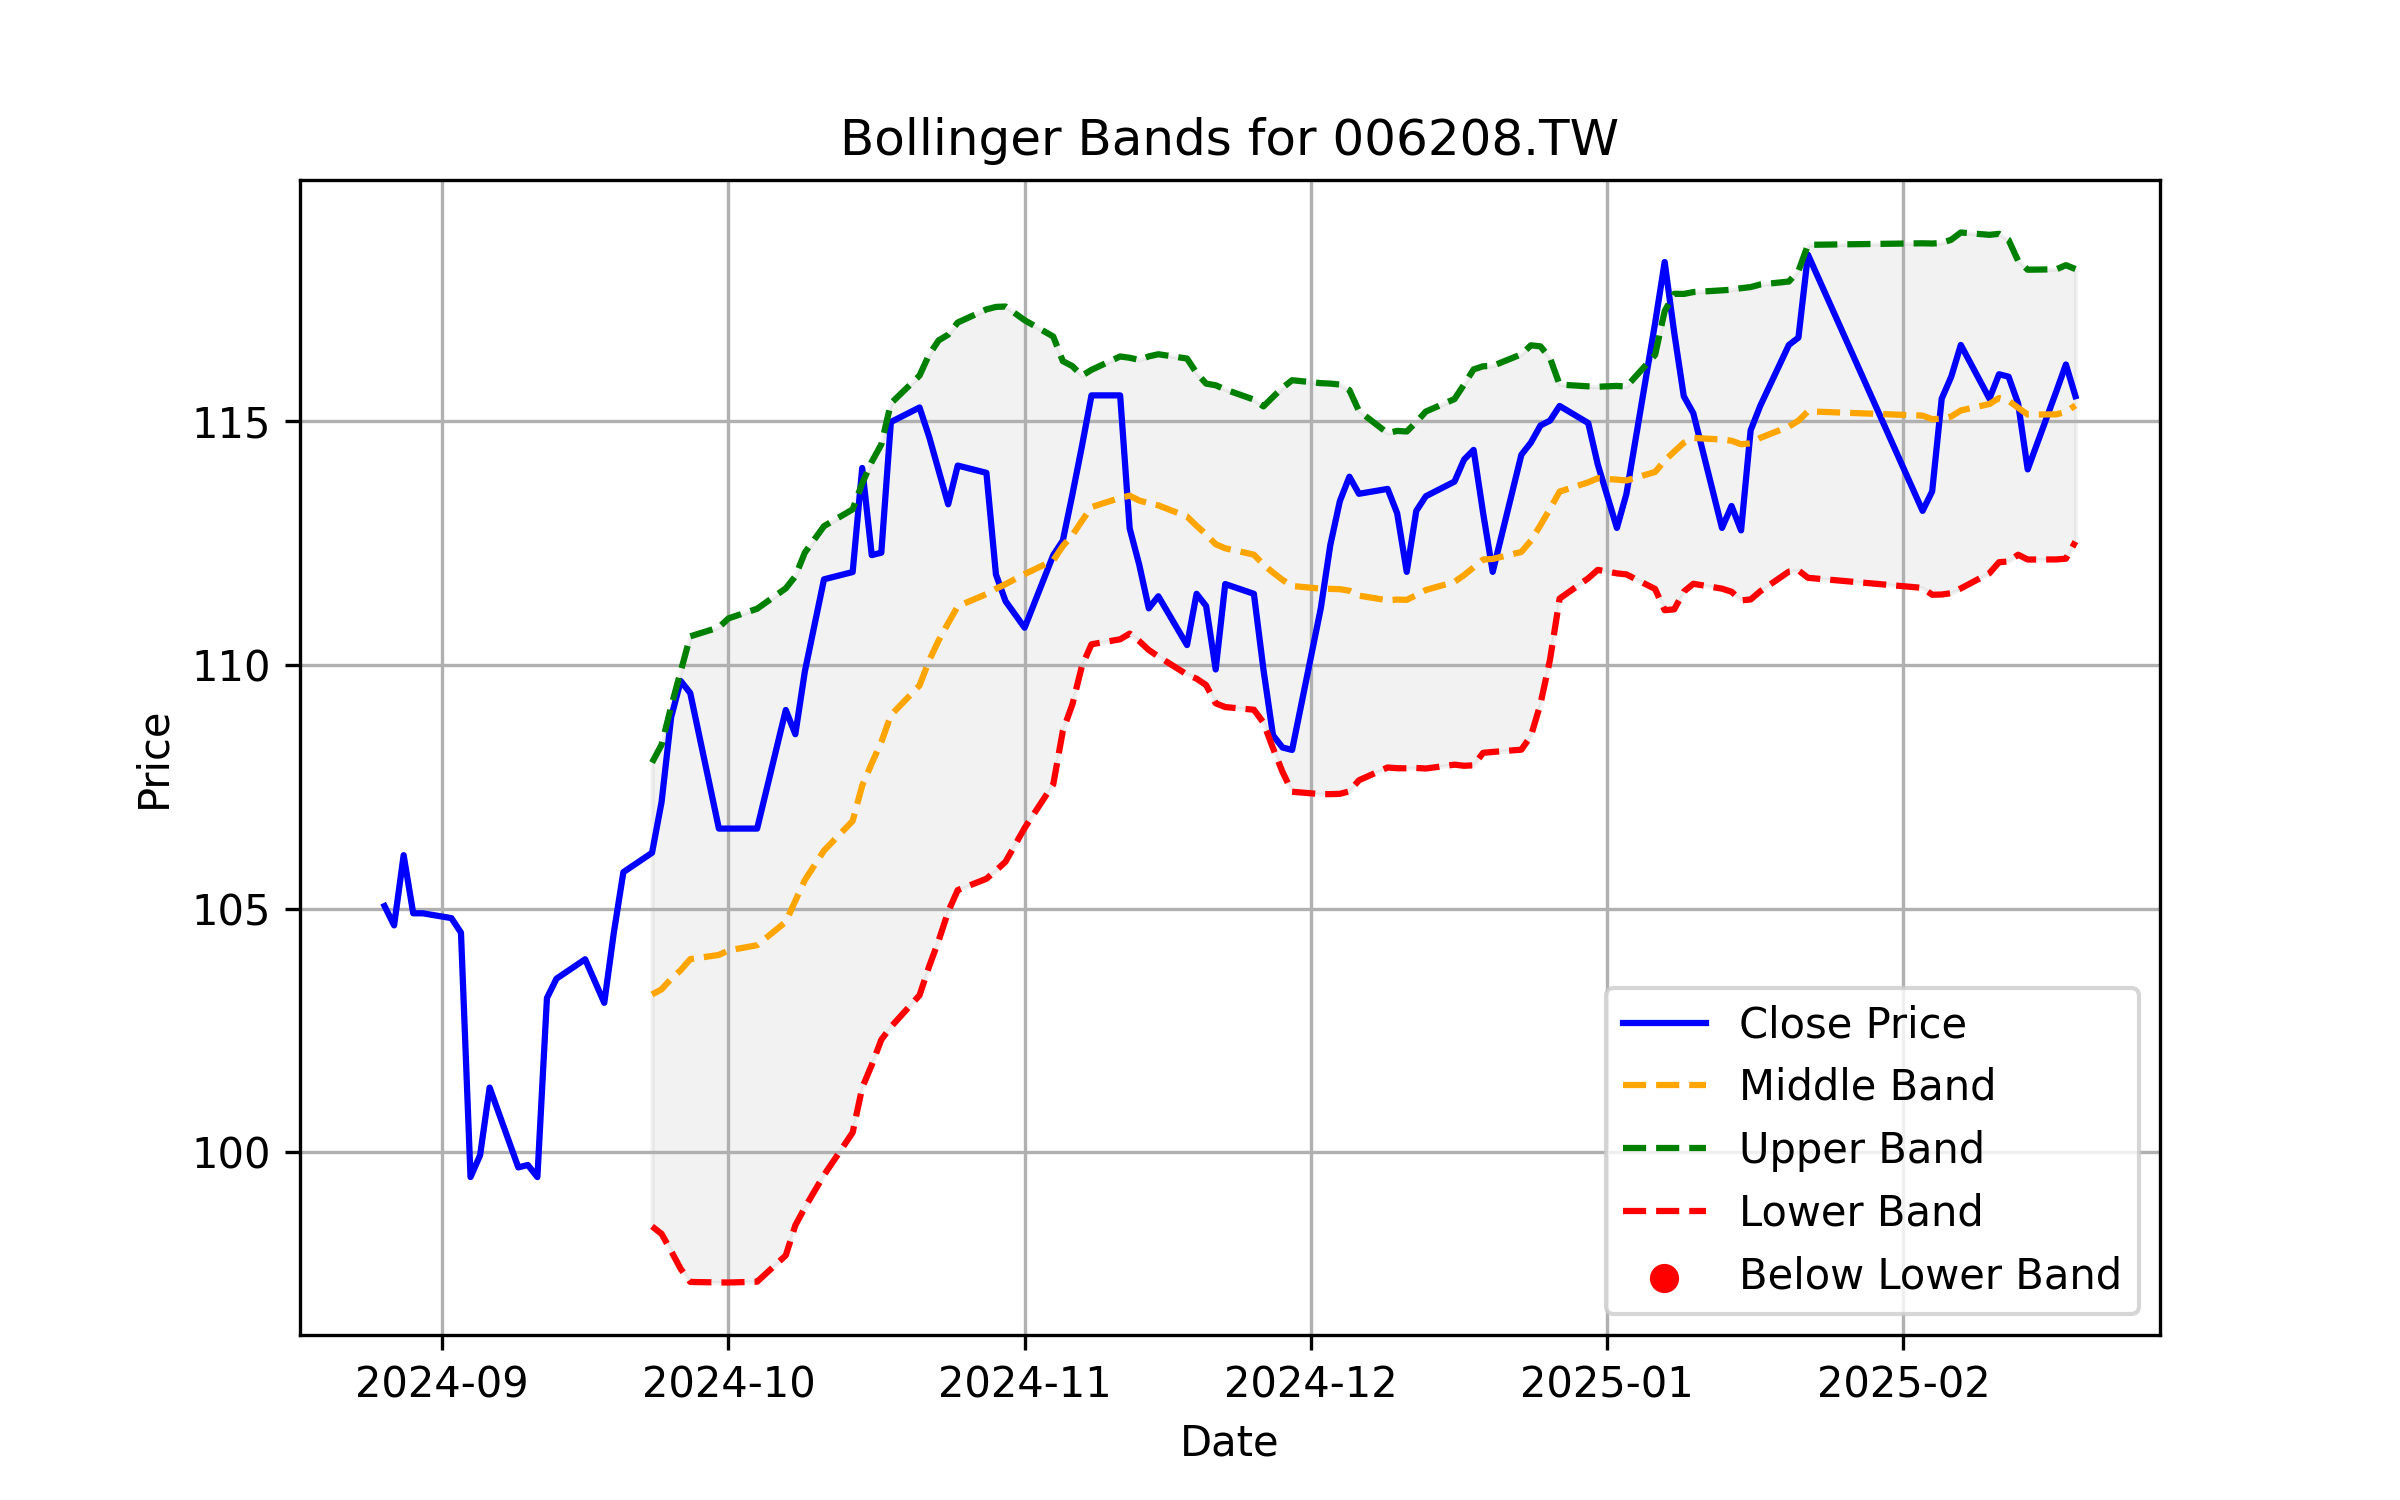 Bollinger Bands for 006208.TW
115
110
105
100
Price
2024-09
2024-10
2024-11
2024-12
2025-01
2025-02
Date
Close Price
Middle Band
Upper Band
Lower Band
Below Lower Band